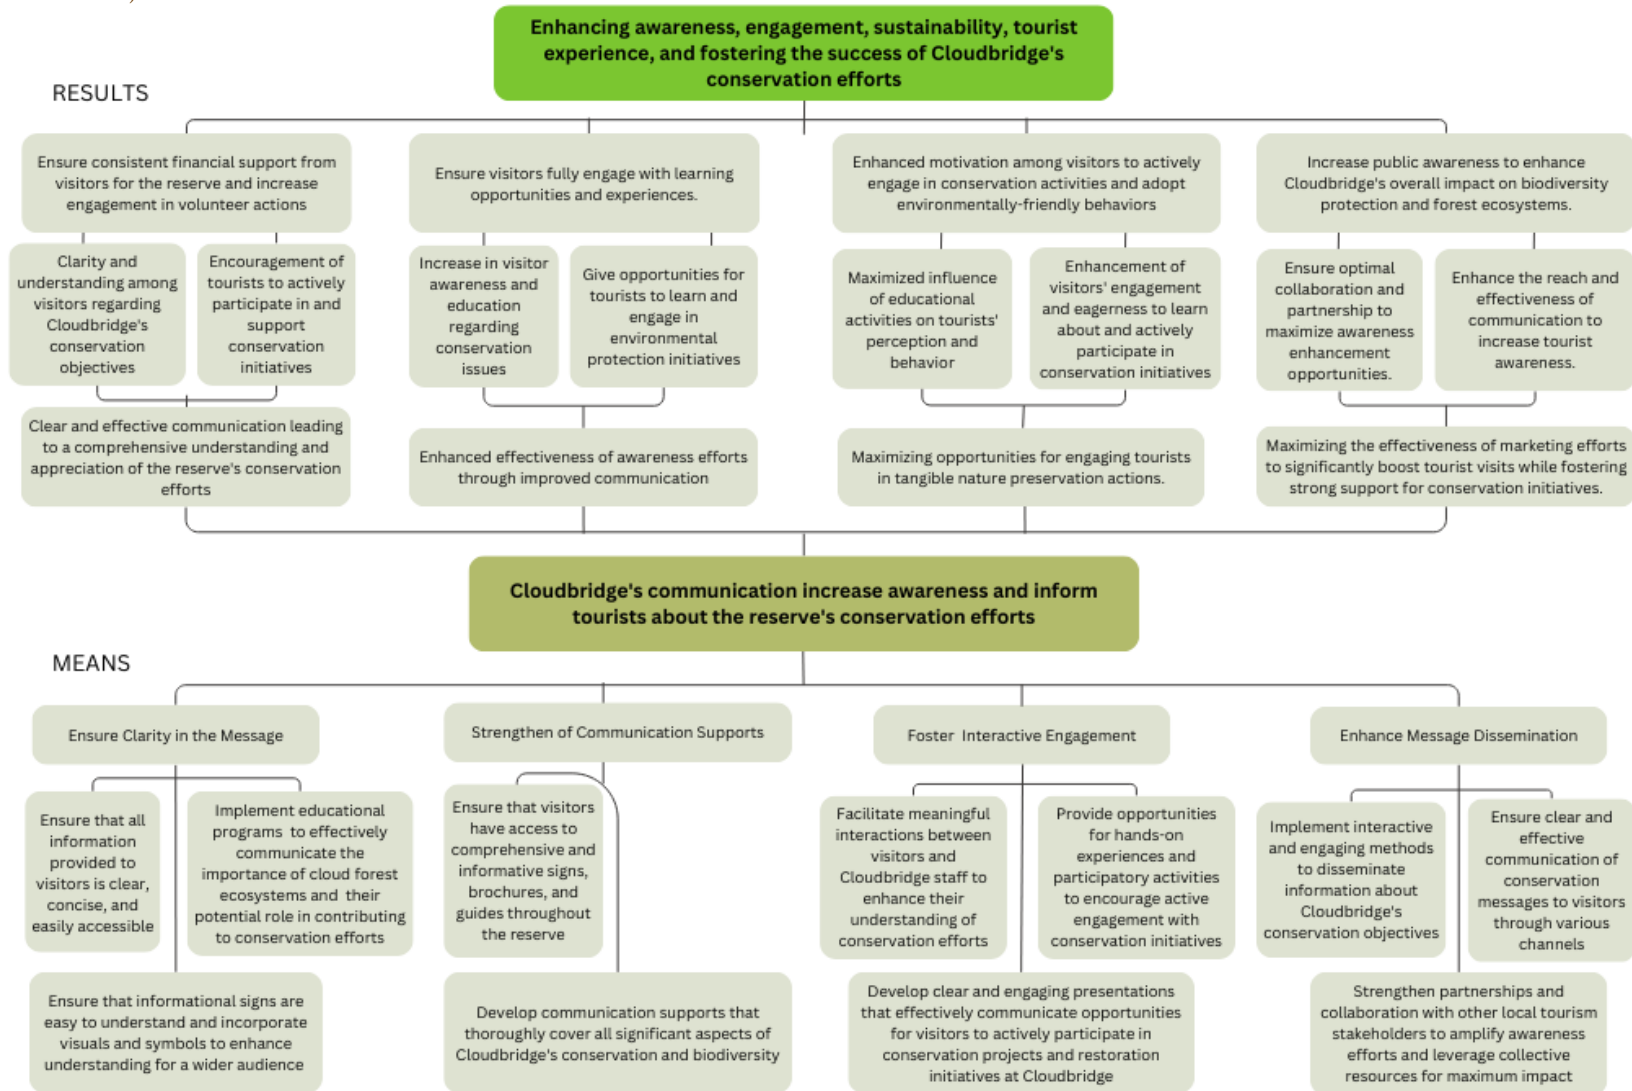 Enhancing awareness, engagement, sustainability, tourist
experience, and fostering the success of Cloudbridge's
conservation efforts
RESULTS
Ensure consistent financial support from
visitors for the reserve and increase
engagement in volunteer actions
Ensure visitors fully engage with learning
opportunities and experiences.
Enhanced motivation among visitors to actively
engage in conservation activities and adopt
environmentally-friendly behaviors
Increase public awareness to enhance
Cloudbridge's overall impact on biodiversity
protection and forest ecosystems.
Clarity and
understanding among
visitors regarding
Cloudbridge's
conservation
objectives
Encouragement of
tourists to actively
participate in and
support
conservation
initiatives
Increase in visitor
awareness and
education
regarding
conservation
issues
Give opportunities for
tourists to learn and
engage in
environmental
protection initiatives
Maximized influence
of educational
activities on tourists'
perception and
behavior
Enhancement of
visitors' engagement
and eagerness to learn
about and actively
participate in
conservation initiatives
Ensure optimal
collaboration and
partnership to
maximize awareness
enhancement
opportunities.
Enhance the reach and
effectiveness of
communication to
increase tourist
awareness.
Clear and effective communication leading
to a comprehensive understanding and
appreciation of the reserve's conservation
efforts
Enhanced effectiveness of awareness efforts
through improved communication
Maximizing opportunities for engaging tourists
in tangible nature preservation actions.
Maximizing the effectiveness of marketing efforts
to significantly boost tourist visits while fostering
strong support for conservation initiatives.
Cloudbridge's communication increase awareness and inform
tourists about the reserve's conservation efforts
MEANS
Ensure Clarity in the Message
Strengthen of Communication Supports
Foster Interactive Engagement
Enhance Message Dissemination
Ensure that all
information
provided to
visitors is clear,
concise, and
easily accessible
Implement educational
programs to effectively
communicate the
importance of cloud forest
ecosystems and their
potential role in contributing
to conservation efforts
Ensure that visitors
have access to
comprehensive and
informative signs,
brochures, and
guides throughout
the reserve
Facilitate meaningful
interactions between
visitors and
Cloudbridge staff to
enhance their
understanding of
conservation efforts
Provide opportunities
for hands-on
experiences and
participatory activities
to encourage active
engagement with
conservation initiatives
Implement interactive
and engaging methods
to disseminate
information about
Cloudbridge's
conservation objectives
Ensure clear and
effective
communication of
conservation
messages to visitors
through various
channels
Ensure that informational signs are
easy to understand and incorporate
visuals and symbols to enhance
understanding for a wider audience
Develop communication supports that
thoroughly cover all significant aspects of
Cloudbridge's conservation and biodiversity
Develop clear and engaging presentations
that effectively communicate opportunities
for visitors to actively participate in
conservation projects and restoration
initiatives at Cloudbridge
Strengthen partnerships and
collaboration with other local tourism
stakeholders to amplify awareness
efforts and leverage collective
resources for maximum impact